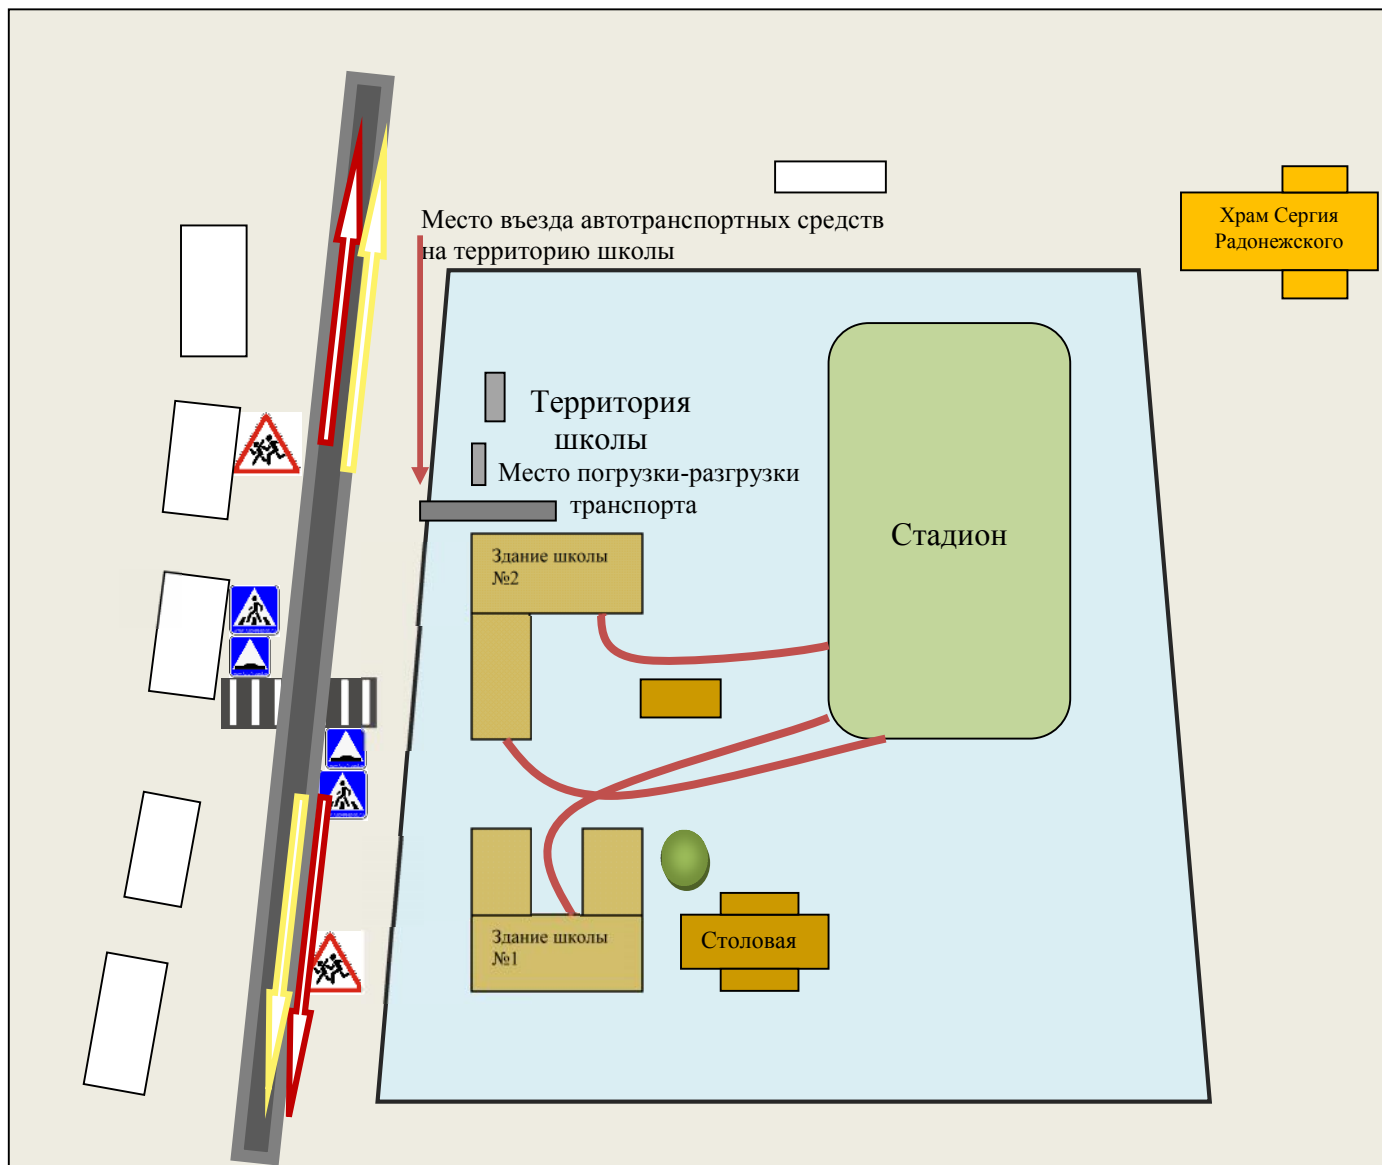 Место въезда автотранспортных средств
на территорию школы
Храм Сергия
Радонежского
Территория
школы
Место погрузки-разгрузки
транспорта
Стадион
Здание школы
№2
Здание школы
№1
Столовая